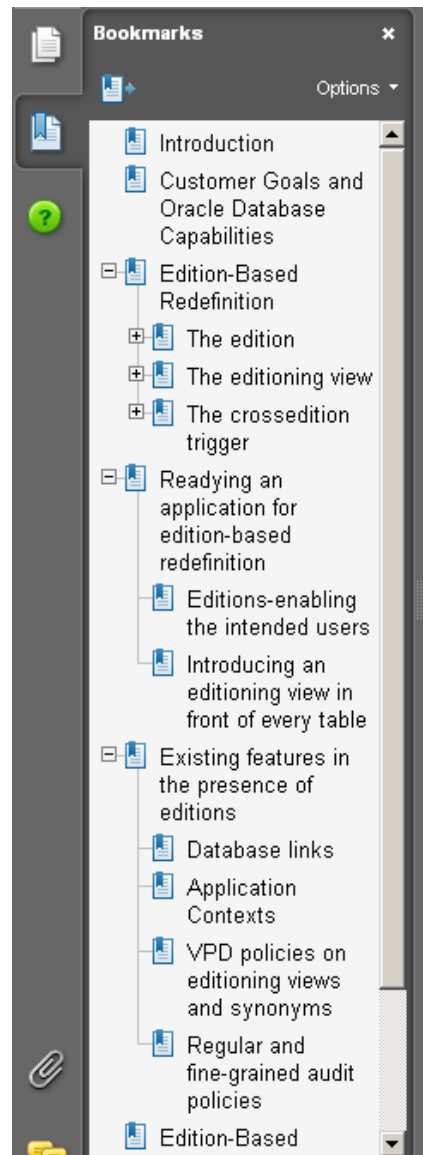 Bookmarks
Options
Introduction
Customer Goals and
Oracle Database
Capabilities
Edition-Based
Redefinition
The edition
The editioning view
The crossedition
trigger
Readying an
application for
edition-based
redefinition
Editions-enabling
the intended users
Introducing an
editioning view in
front of every table
Existing features in
the presence of
editions
Database links
Application
Contexts
VPD policies on
editioning views
and synonyms
Regular and
fine-grained audit
policies
Edition-Based